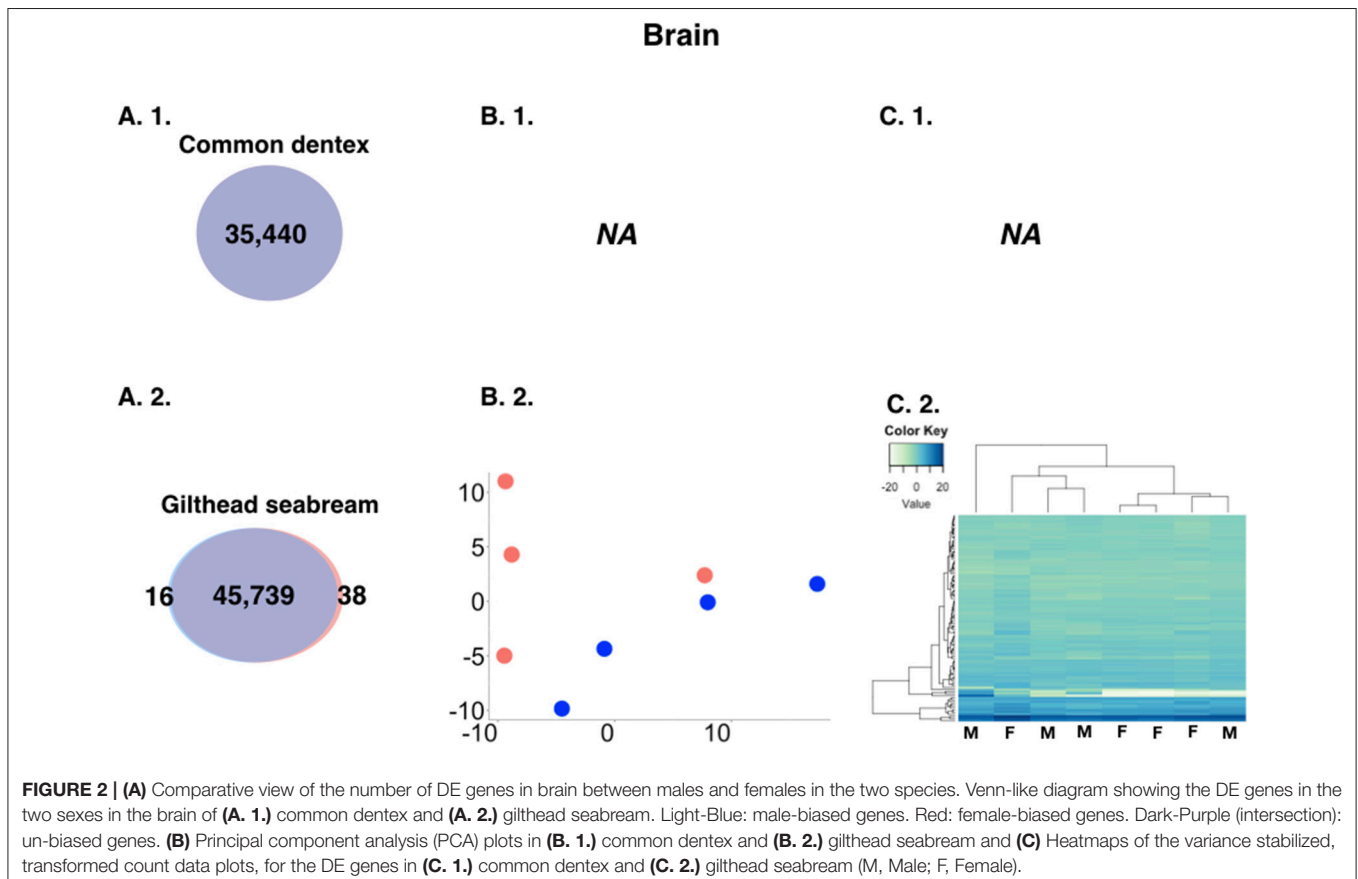 Brain
A. 1.
Common dentex
35,440
B. 1.
NA
C. 1.
NA
A. 2.
Gilthead seabream
16
45,739
38
B. 2.
10
5
0
-5
-10
-10
0
10
C. 2.
Color Key
-20 0 20
Value
M F M M F F F M
FIGURE 2 | (A) Comparative view of the number of DE genes in brain between males and females in the two species. Venn-like diagram showing the DE genes in the
two sexes in the brain of (A. 1.) common dentex and (A. 2.) gilthead seabream. Light-Blue: male-biased genes. Red: female-biased genes. Dark-Purple (intersection):
un-biased genes. (B) Principal component analysis (PCA) plots in (B. 1.) common dentex and (B. 2.) gilthead seabream and (C) Heatmaps of the variance stabilized,
transformed count data plots, for the DE genes in (C. 1.) common dentex and (C. 2.) gilthead seabream (M, Male; F, Female).